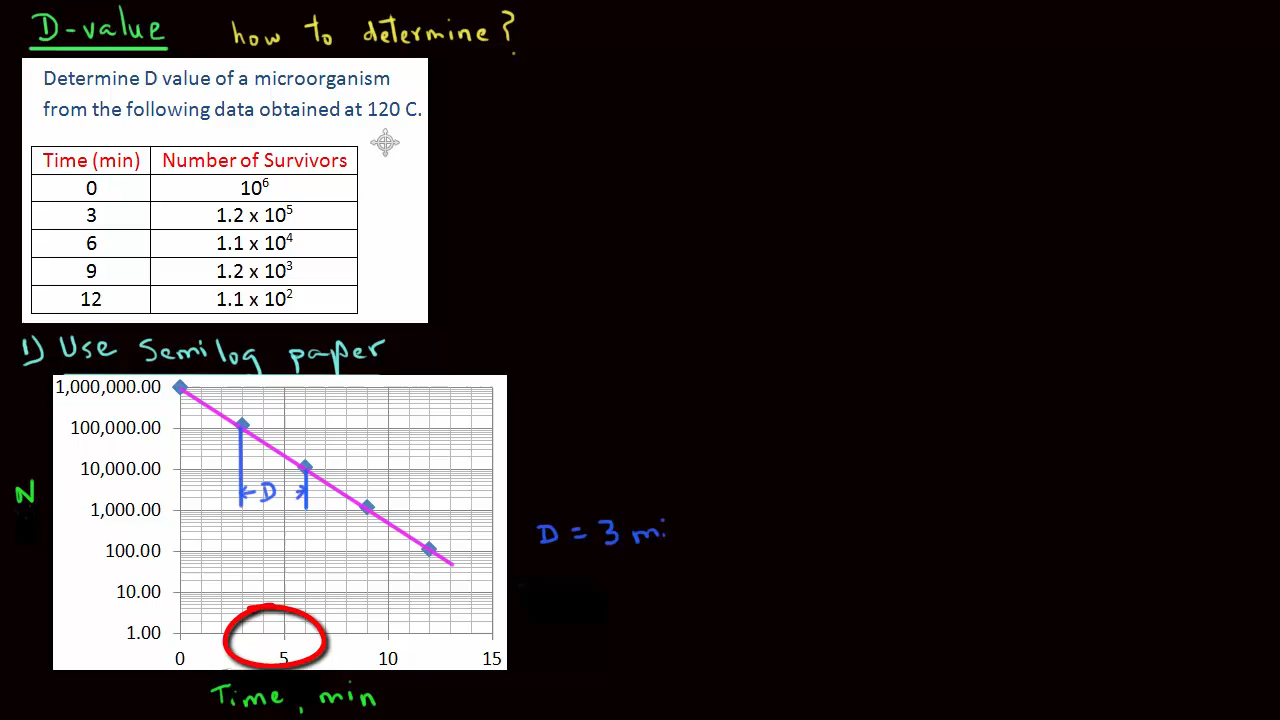 D-value how to determine?
Determine D value of a microorganism
from the following data obtained at 120 C.
Time (min) Number of Survivors
0 10⁶
3 1.2 x 10⁵
6 1.1 x 10⁴
9 1.2 x 10³
12 1.1 x 10²
1) Use Semilog paper
1,000,000.00
100,000.00
10,000.00
1,000.00
100.00
10.00
1.00
N
D
D = 3 mi
0 5 10 15
Time, min